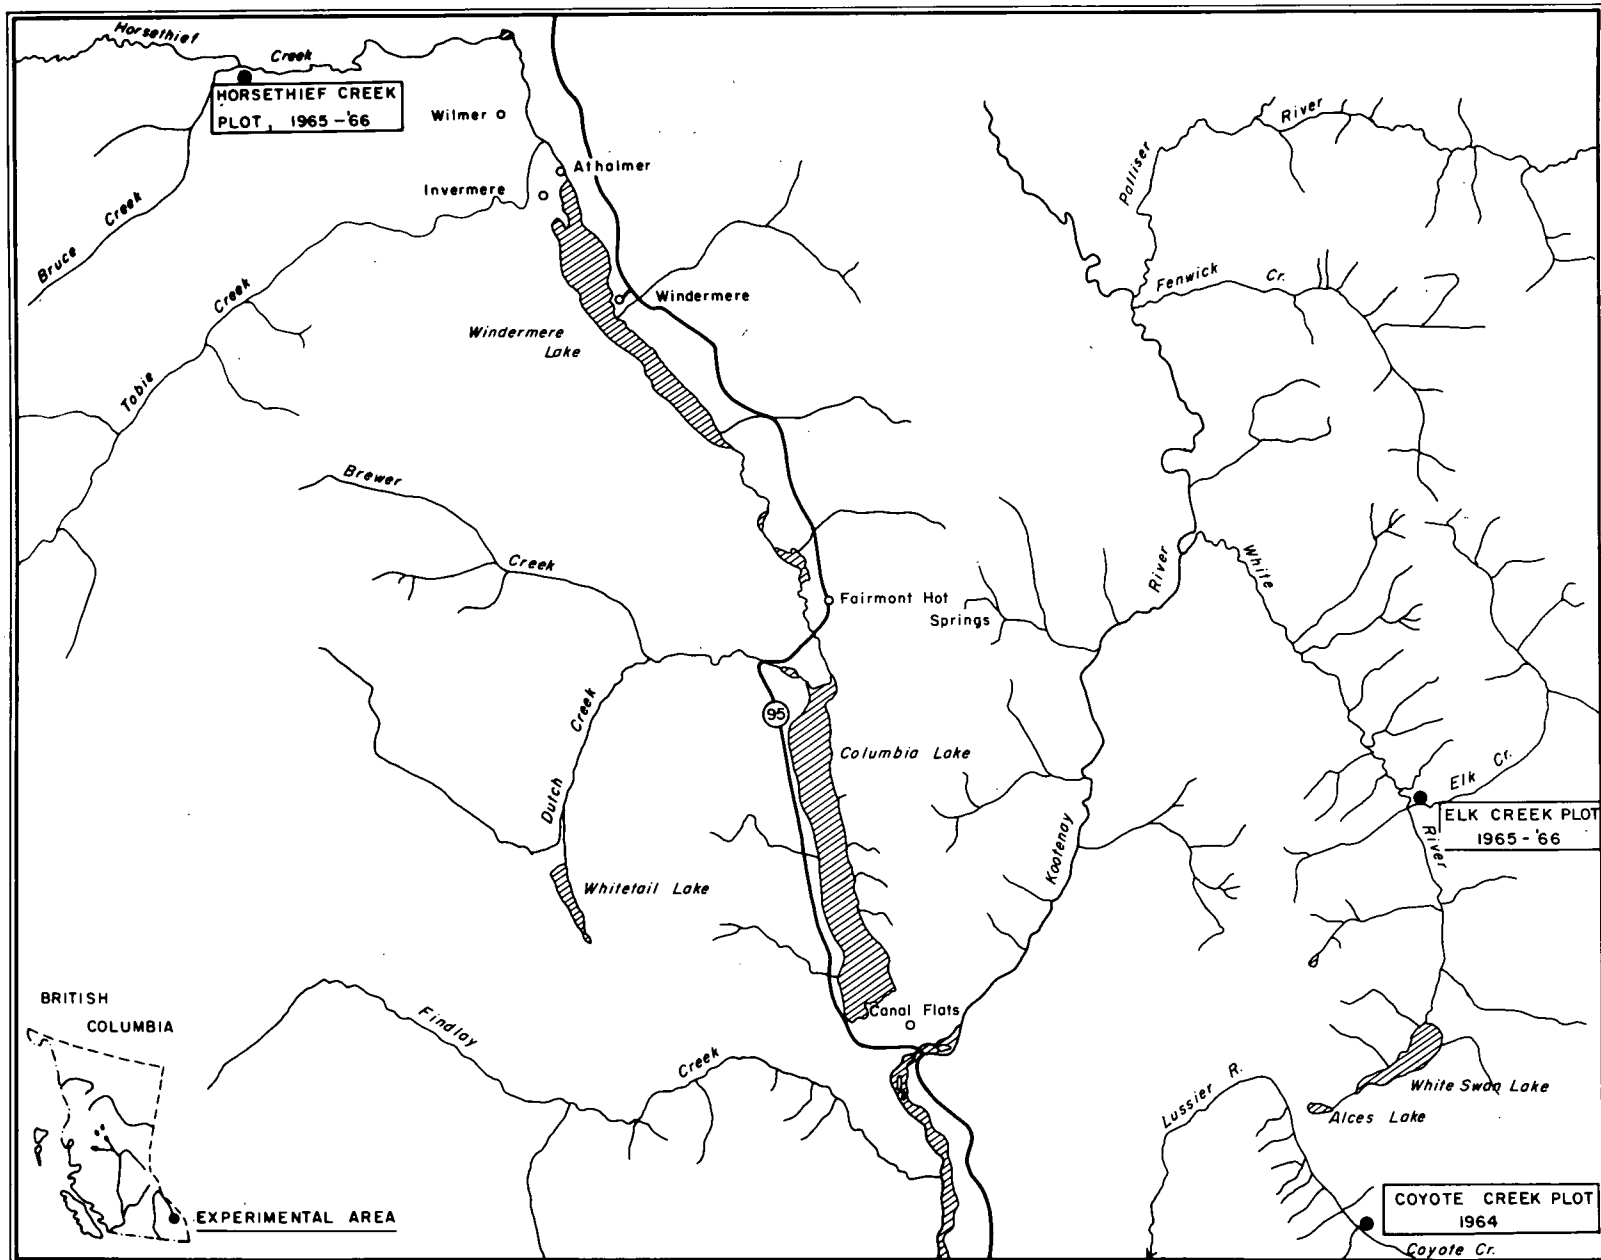 Horsethief
Creek
HORSETHIEF CREEK
PLOT, 1965-'66
Wilmer
Athalmer
Invermere
Bruce Creek
Palliser
River
Fenwick Cr.
Tobie Creek
Windermere
Windermere
Lake
Brewer
Creek
Fairmont Hot
Springs
River
White
95
Dutch Creek
Columbia Lake
Elk Cr.
ELK CREEK PLOT
1965-'66
River
Kootenay
Whitetail Lake
BRITISH
COLUMBIA
Findlay
Creek
Canal Flats
White Swan Lake
Alces Lake
Lussier R.
EXPERIMENTAL AREA
COYOTE CREEK PLOT
1964
Coyote Cr.